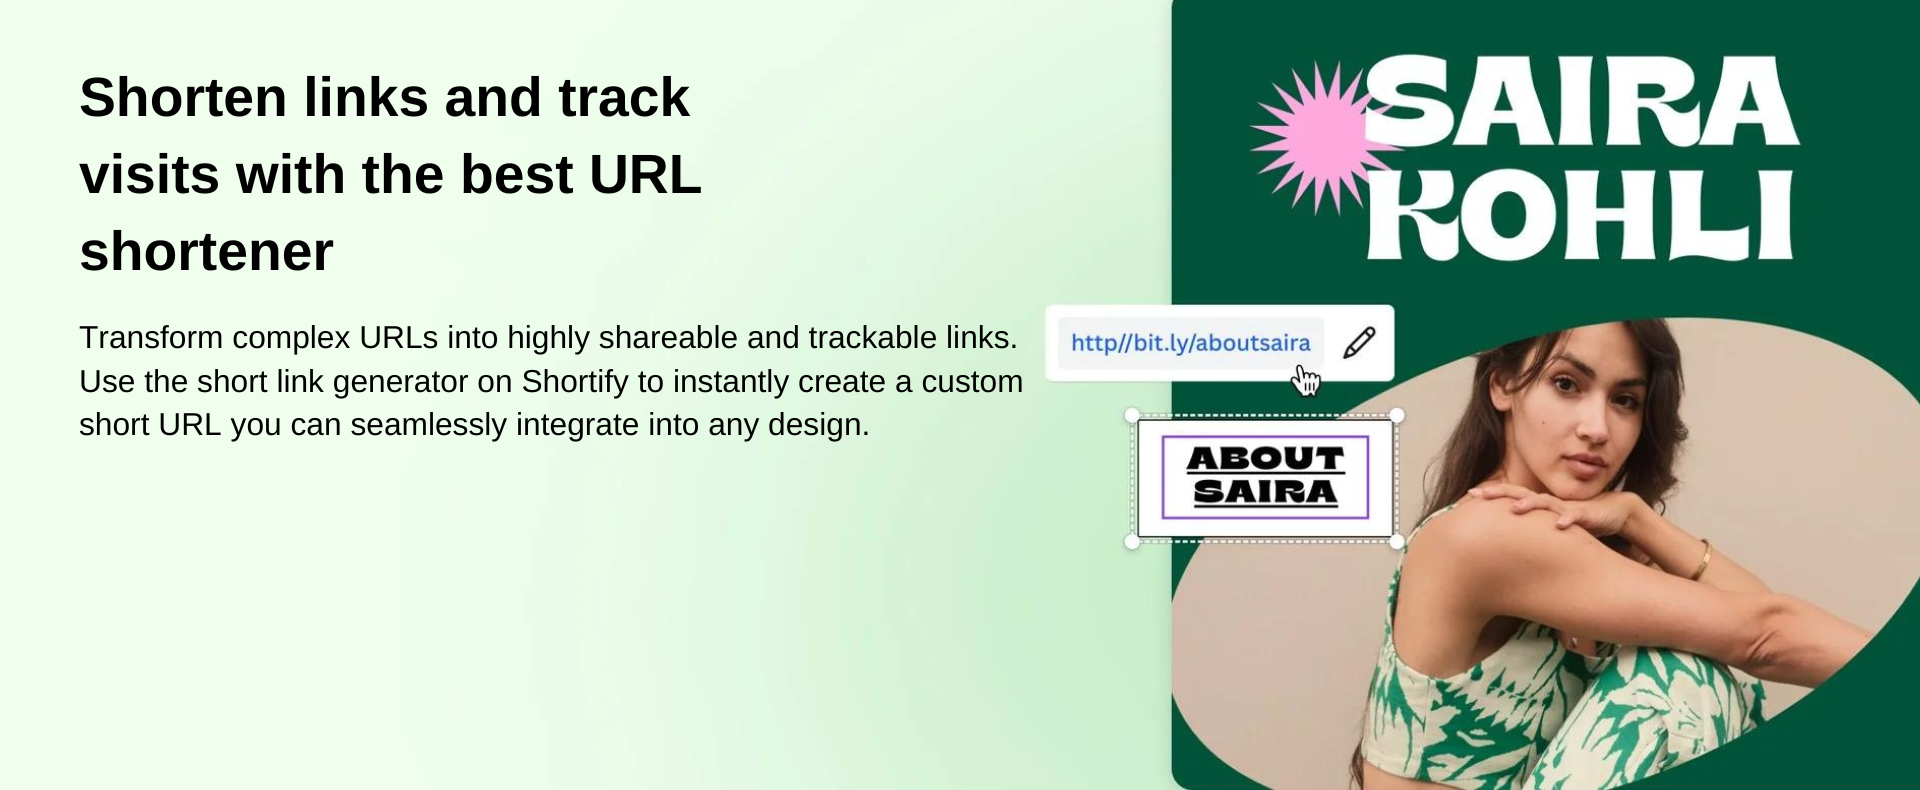 Shorten links and track
visits with the best URL
shortener
Transform complex URLs into highly shareable and trackable links.
Use the short link generator on Shortify to instantly create a custom
short URL you can seamlessly integrate into any design.
SAIRA
KOHLI
http//bit.ly/aboutsaira
ABOUT
SAIRA